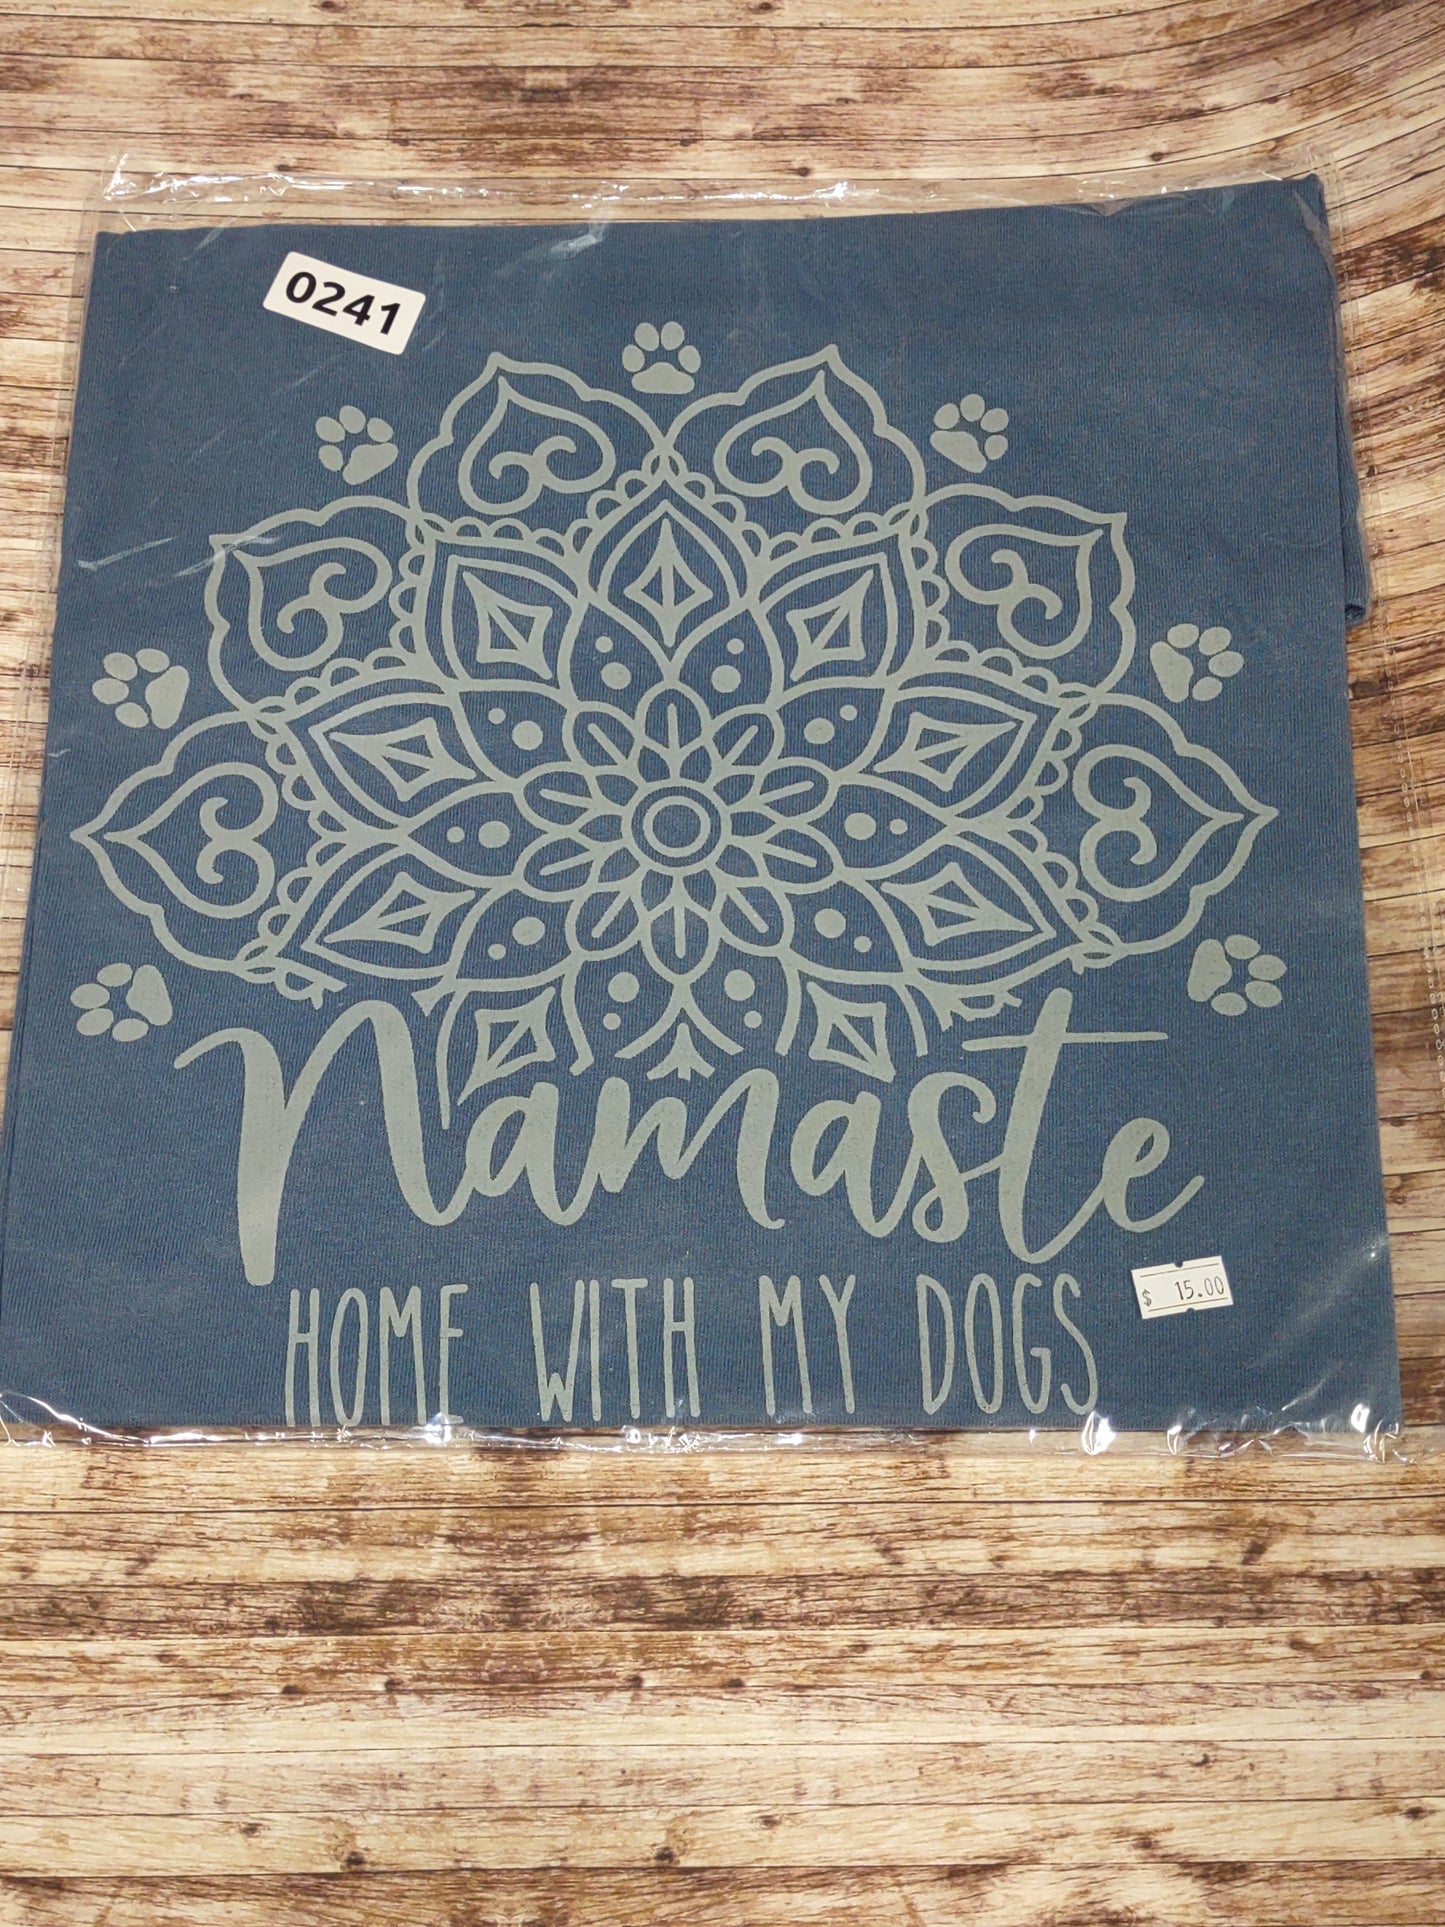 0241
Namaste
HOME WITH MY DOGS
$ 15.00